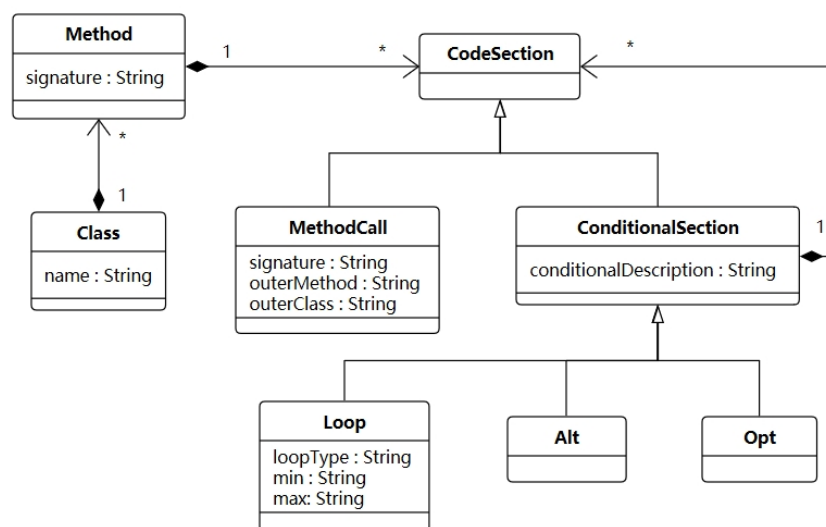 Method
signature : String
1
*
CodeSection
*
*
1
Class
name : String
MethodCall
signature : String
outerMethod : String
outerClass : String
ConditionalSection
conditionalDescription : String
1
Loop
loopType : String
min : String
max: String
Alt
Opt